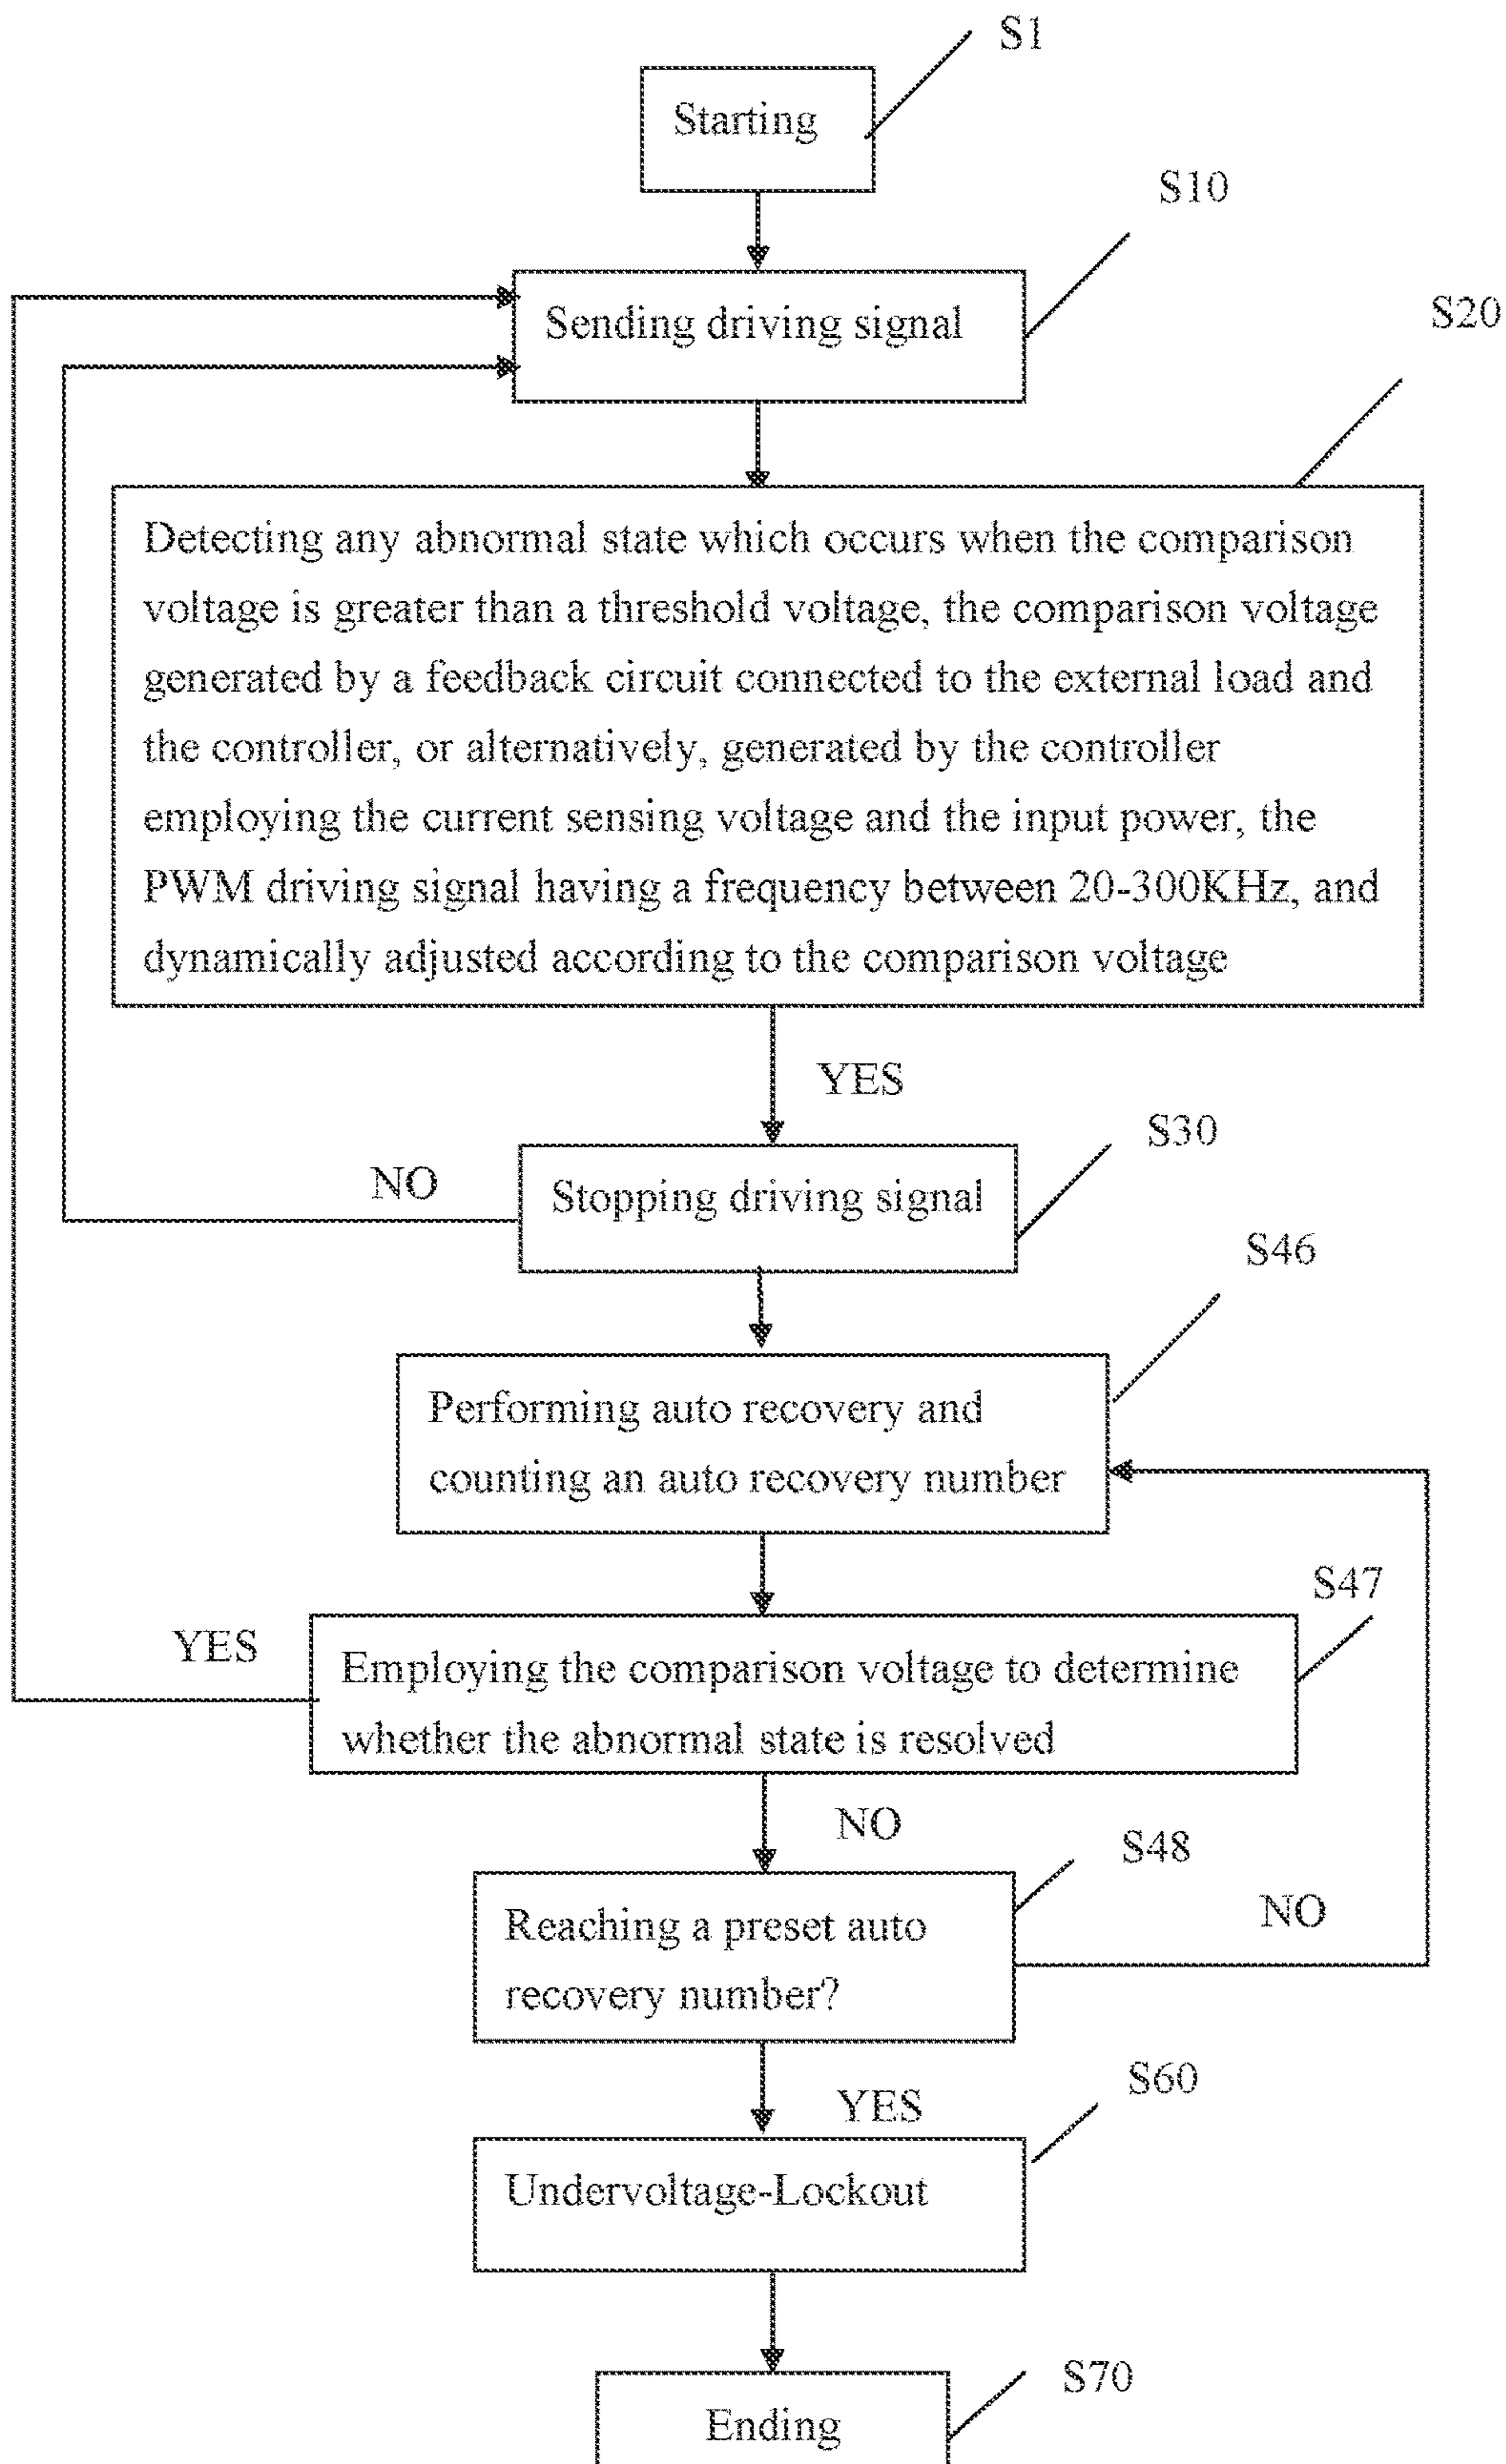 S1
Starting
S10
Sending driving signal
S20
Detecting any abnormal state which occurs when the comparison
voltage is greater than a threshold voltage, the comparison voltage
generated by a feedback circuit connected to the external load and
the controller, or alternatively, generated by the controller
employing the current sensing voltage and the input power, the
PWM driving signal having a frequency between 20-300KHz, and
dynamically adjusted according to the comparison voltage
YES
S30
NO
Stopping driving signal
S46
Performing auto recovery and
counting an auto recovery number
S47
YES
Employing the comparison voltage to determine
whether the abnormal state is resolved
NO
S48
Reaching a preset auto
recovery number?
NO
YES
S60
Undervoltage-Lockout
S70
Ending